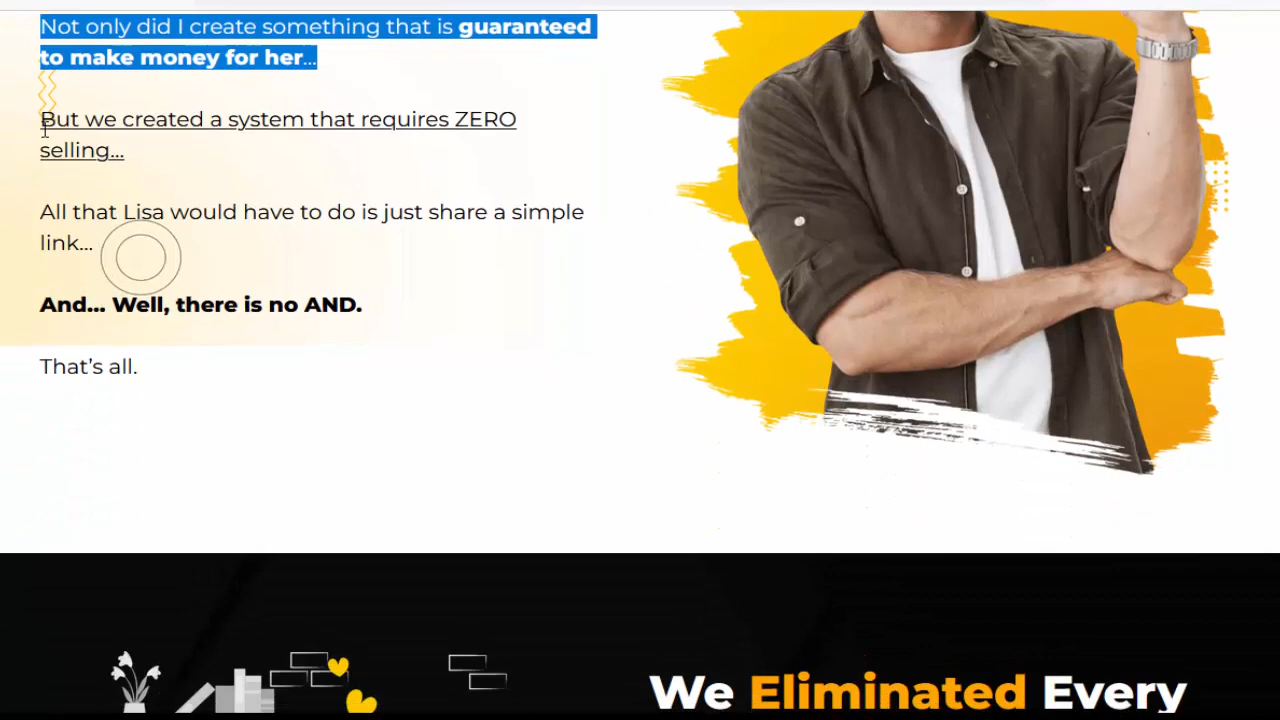 Not only did I create something that is guaranteed
to make money for her...
But we created a system that requires ZERO
selling...
All that Lisa would have to do is just share a simple
link...
And... Well, there is no AND.
That’s all.
We Eliminated Every